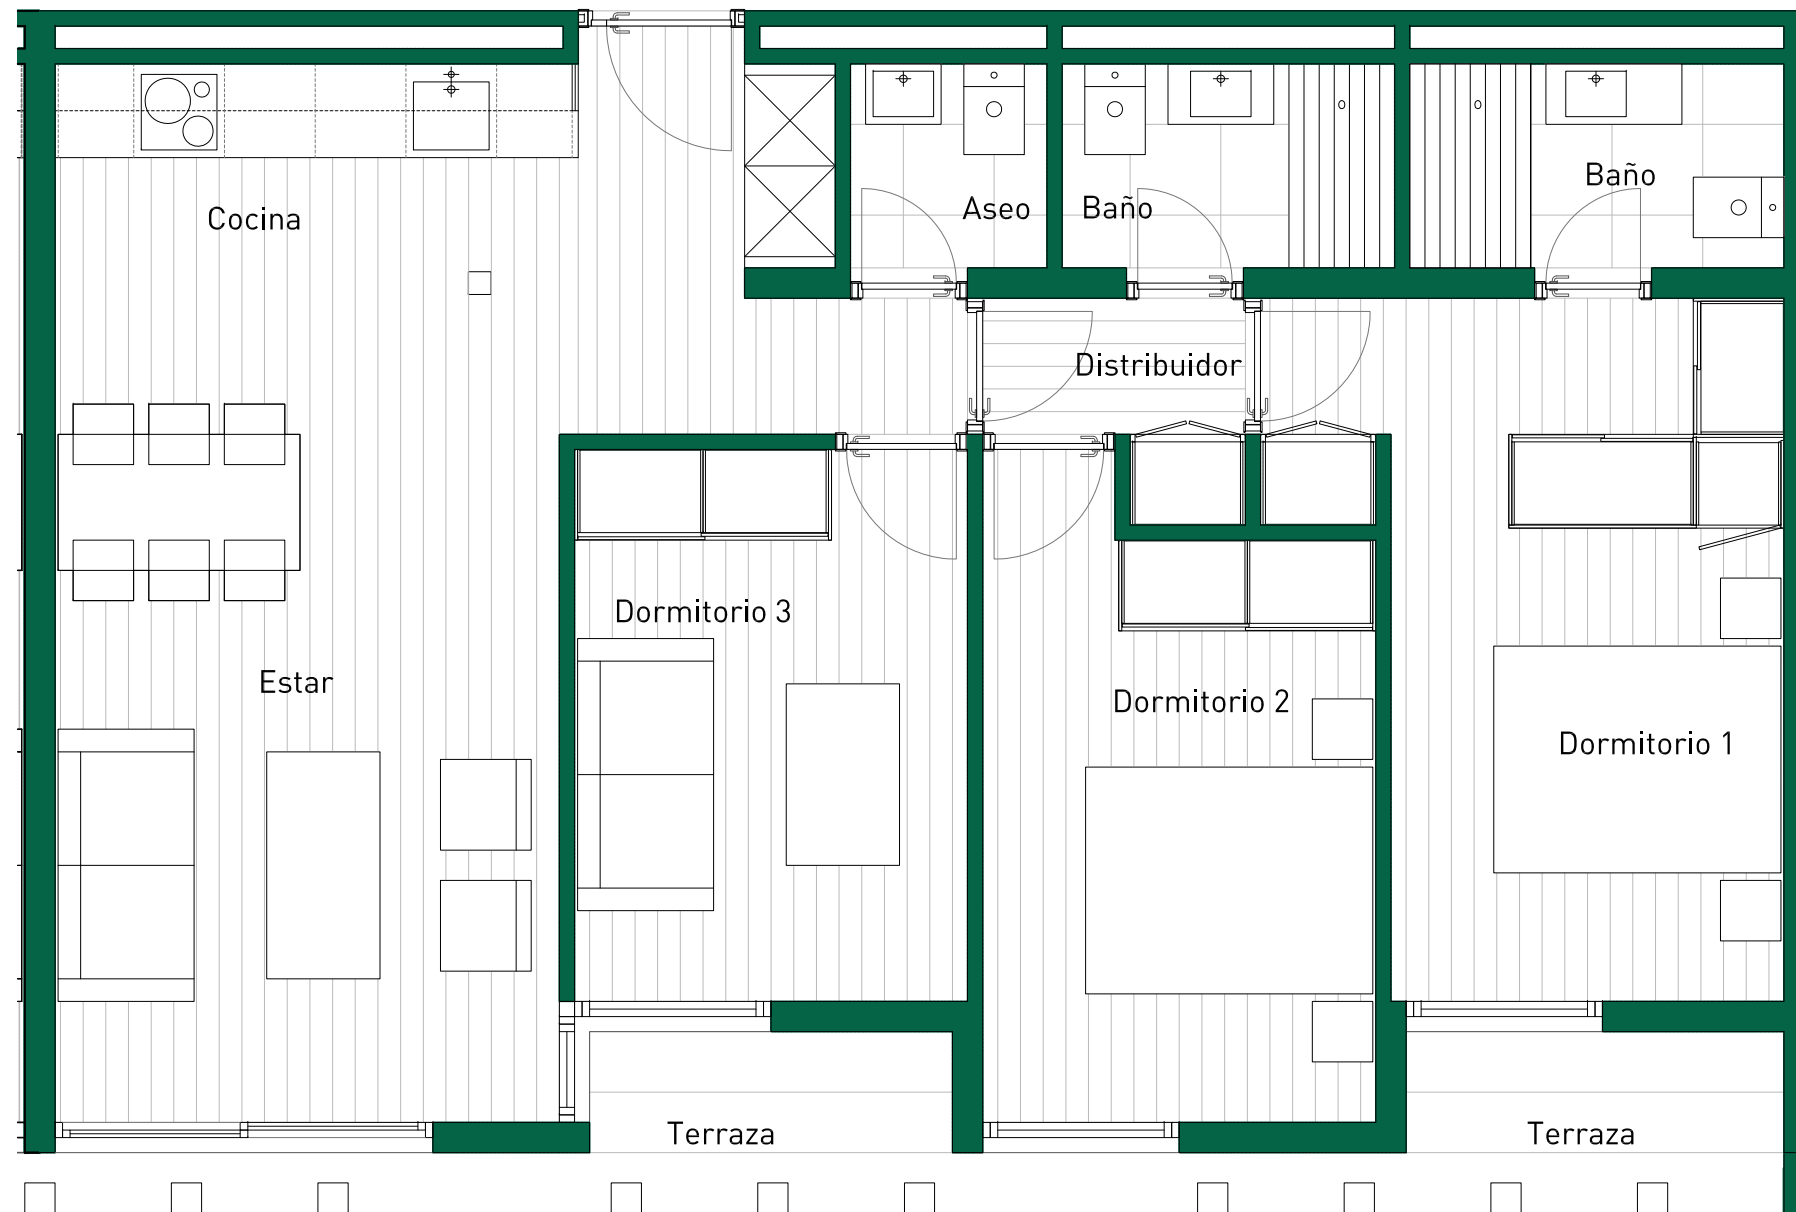 Baño
Cocina
Aseo
Baño
Distribuidor
Dormitorio 3
Estar
Dormitorio 2
Dormitorio 1
Terraza
Terraza